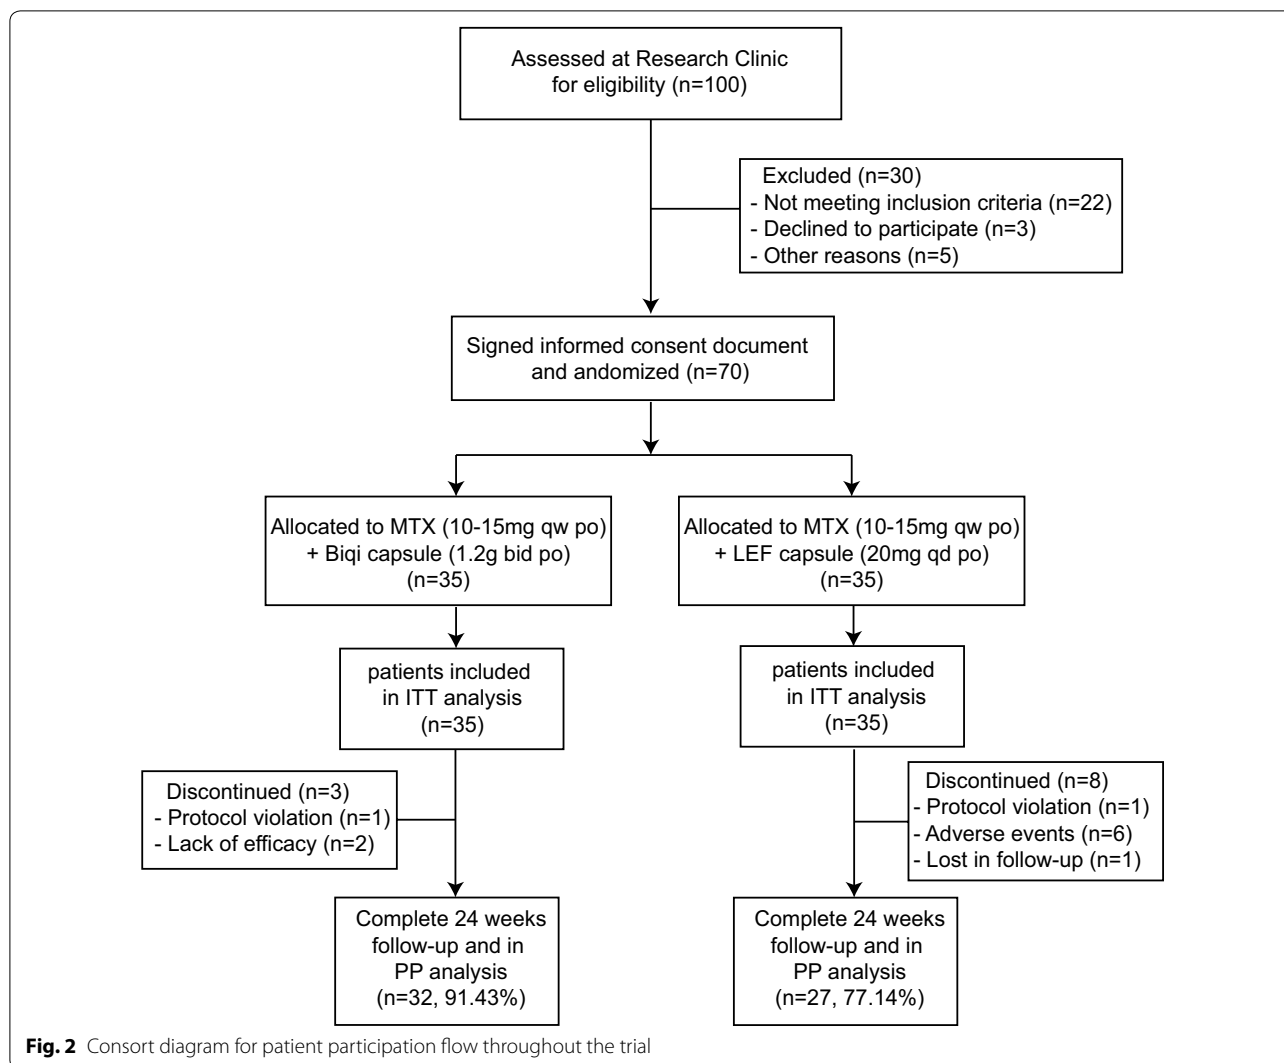 Assessed at Research Clinic
for eligibility (n=100)
Excluded (n=30)
- Not meeting inclusion criteria (n=22)
- Declined to participate (n=3)
- Other reasons (n=5)
Signed informed consent document
and andomized (n=70)
Allocated to MTX (10-15mg qw po)
+ Biqi capsule (1.2g bid po)
(n=35)
Allocated to MTX (10-15mg qw po)
+ LEF capsule (20mg qd po)
(n=35)
patients included
in ITT analysis
(n=35)
patients included
in ITT analysis
(n=35)
Discontinued (n=3)
- Protocol violation (n=1)
- Lack of efficacy (n=2)
Discontinued (n=8)
- Protocol violation (n=1)
- Adverse events (n=6)
- Lost in follow-up (n=1)
Complete 24 weeks
follow-up and in
PP analysis
(n=32, 91.43%)
Complete 24 weeks
follow-up and in
PP analysis
(n=27, 77.14%)
Fig. 2 Consort diagram for patient participation flow throughout the trial